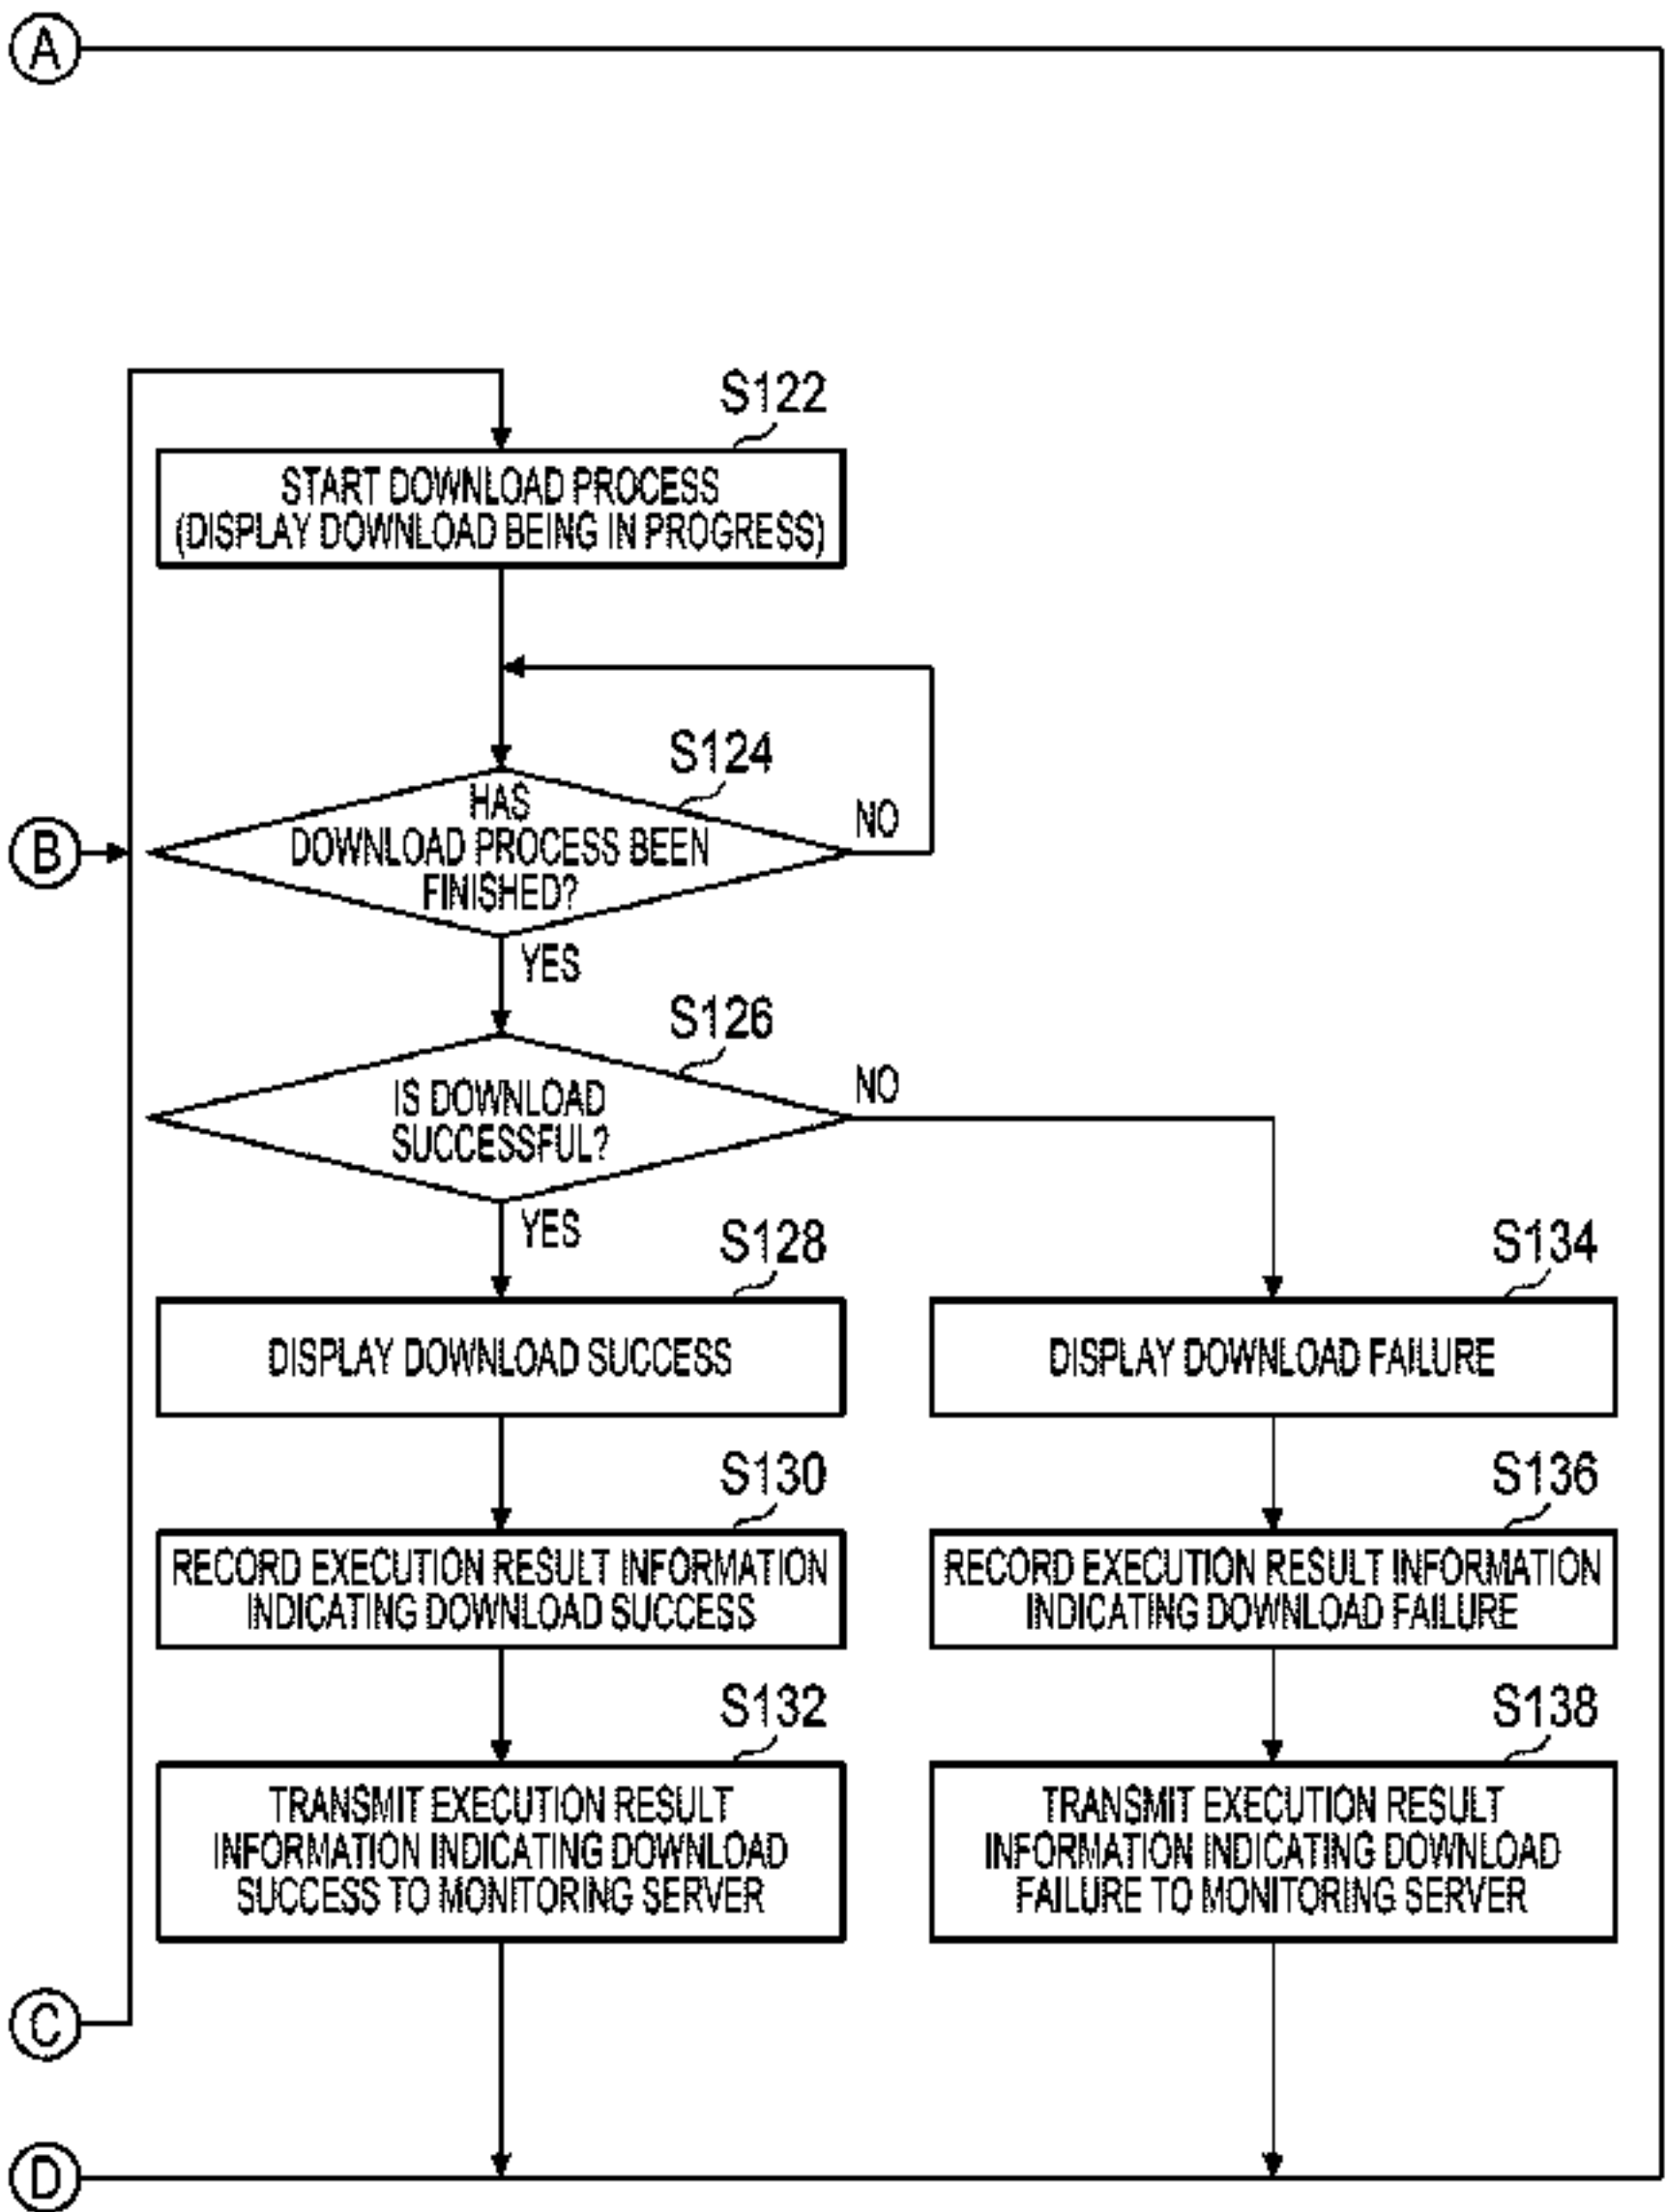 A
S122
START DOWNLOAD PROCESS
(DISPLAY DOWNLOAD BEING IN PROGRESS)
S124
HAS
DOWNLOAD PROCESS BEEN
FINISHED?
NO
B
YES
S126
IS DOWNLOAD
SUCCESSFUL?
NO
YES
S128
DISPLAY DOWNLOAD SUCCESS
S134
DISPLAY DOWNLOAD FAILURE
S130
RECORD EXECUTION RESULT INFORMATION
INDICATING DOWNLOAD SUCCESS
S136
RECORD EXECUTION RESULT INFORMATION
INDICATING DOWNLOAD FAILURE
S132
TRANSMIT EXECUTION RESULT
INFORMATION INDICATING DOWNLOAD
SUCCESS TO MONITORING SERVER
S138
TRANSMIT EXECUTION RESULT
INFORMATION INDICATING DOWNLOAD
FAILURE TO MONITORING SERVER
C
D